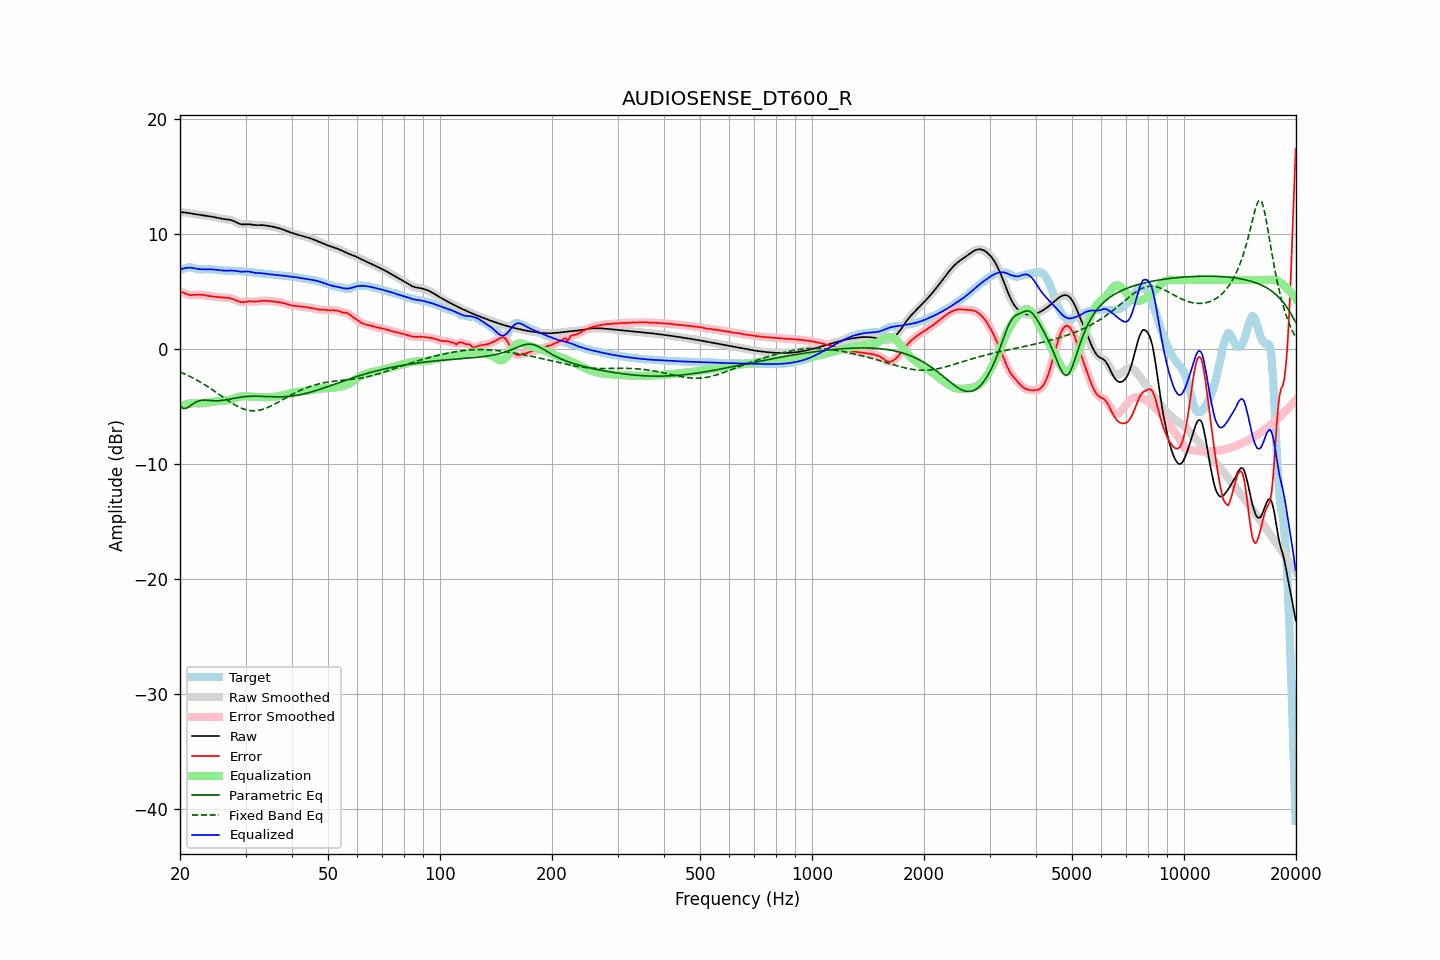 AUDIOSENSE_DT600_R
20
10
0
−10
−20
−30
−40
Amplitude (dBr)
Target
Raw Smoothed
Error Smoothed
Raw
Error
Equalization
Parametric Eq
Fixed Band Eq
Equalized
20 50 100 200 500 1000 2000 5000 10000 20000
Frequency (Hz)